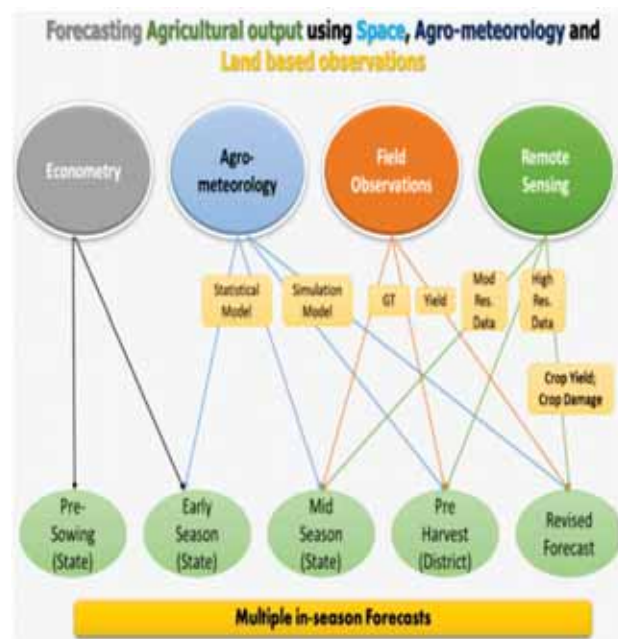 Forecasting Agricultural output using Space, Agro-meteorology and
Land based observations
Econometry
Agro-
meteorology
Field
Observations
Remote
Sensing
Statistical
Model
Simulation
Model
GT
Yield
Mod
Res.
Data
High
Res.
Data
Crop Yield;
Crop Damage
Pre-
Sowing
(State)
Early
Season
(State)
Mid
Season
(State)
Pre
Harvest
(District)
Revised
Forecast
Multiple in-season Forecasts